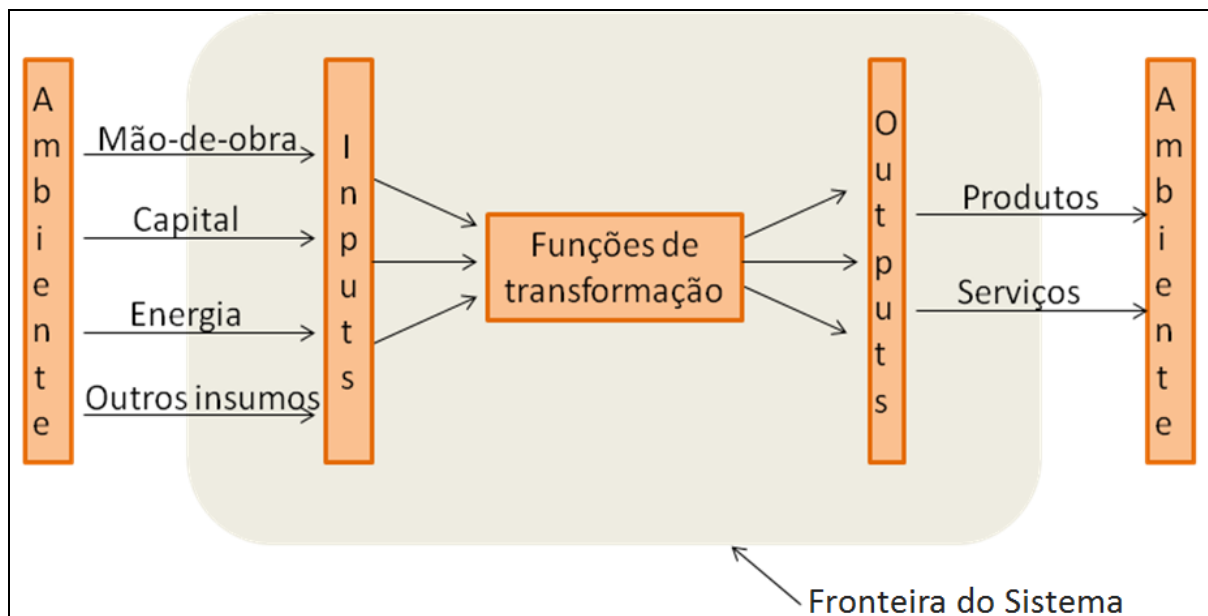 Ambiente
Mão-de-obra
Capital
Energia
Outros insumos
Inputs
Funções de
transformação
Outputs
Produtos
Serviços
Ambiente
Fronteira do Sistema